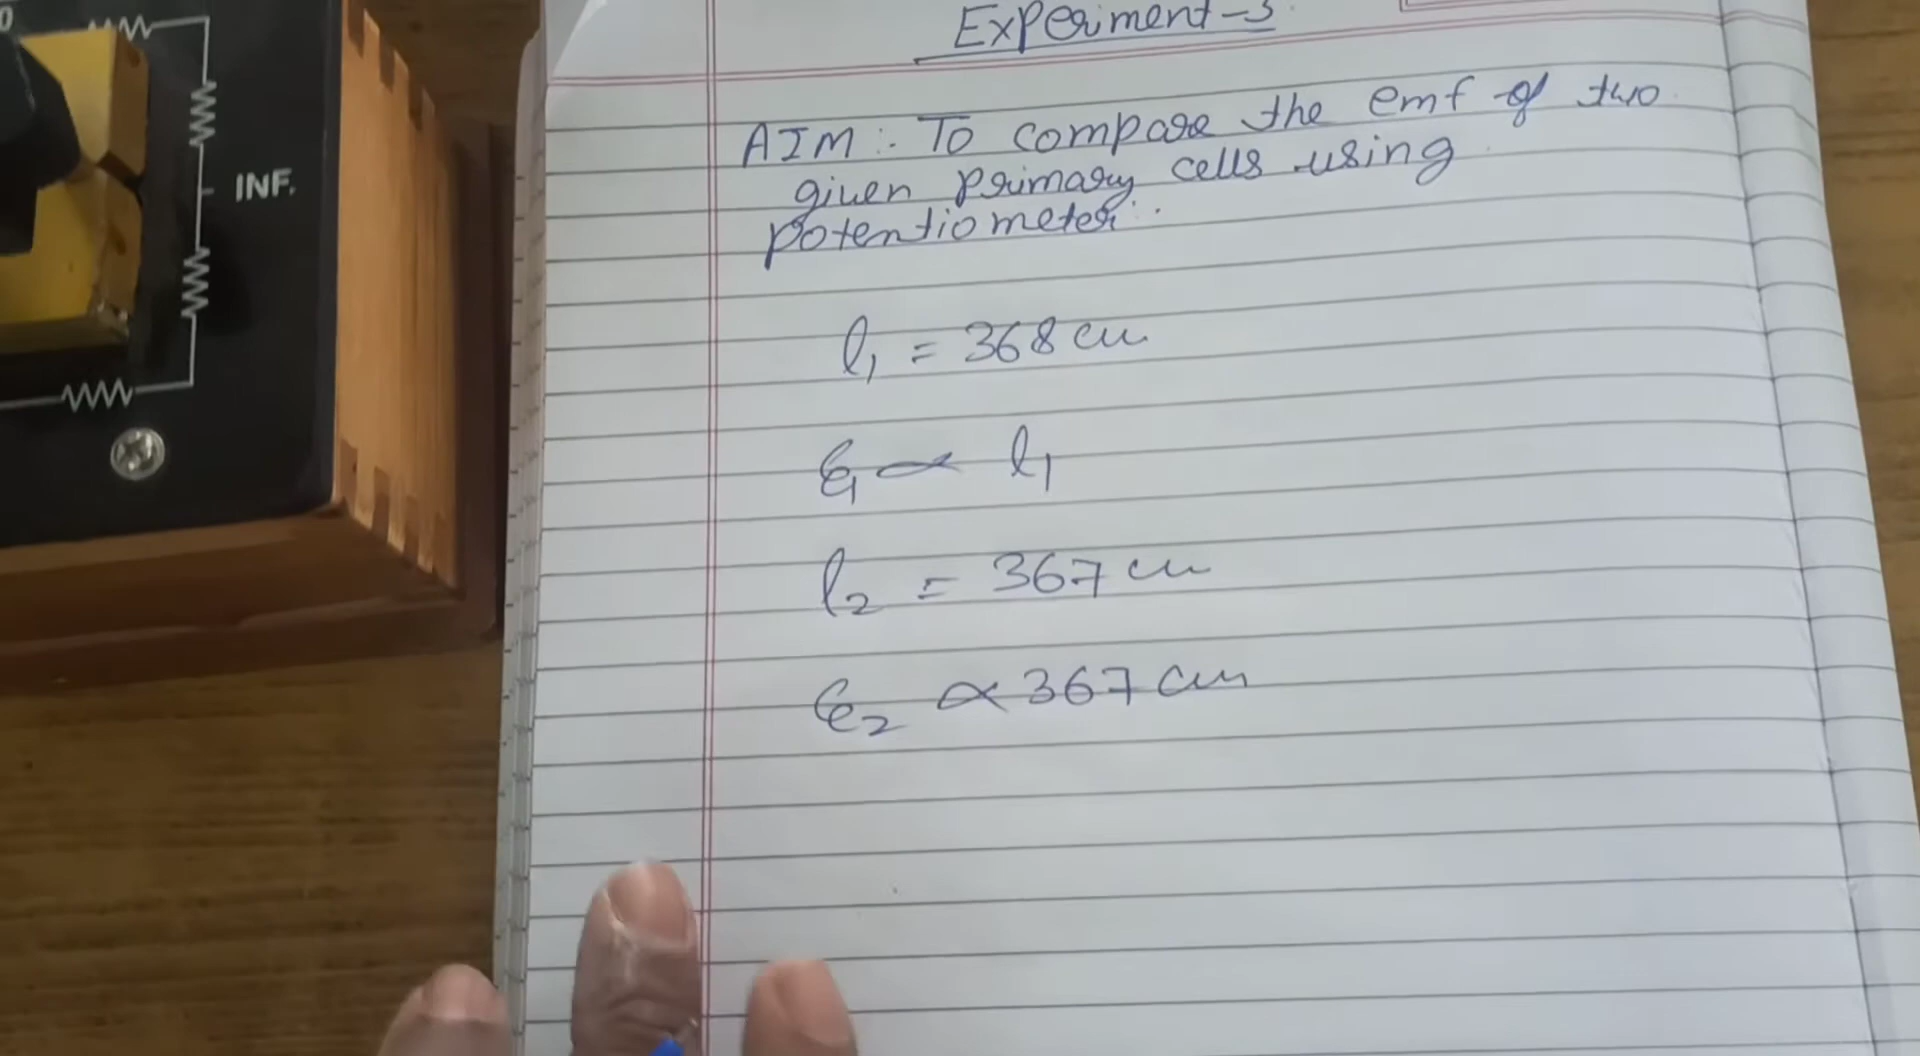 INF.
Experiment-3
AIM:- To compare the emf of two
given primary cells using
potentiometer.
l₁ = 368 cm
E₁ ∝ l₁
l₂ = 367 cm
E₂ ∝ 367 cm